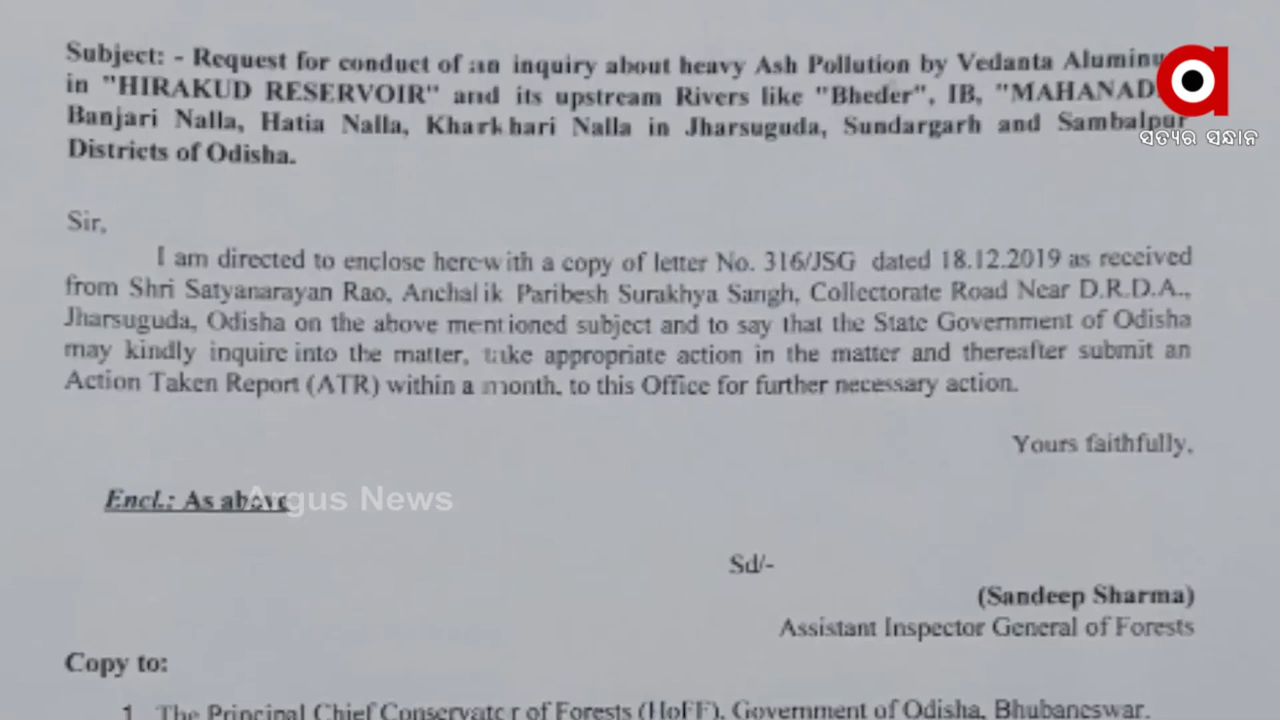 Subject: - Request for conduct of an inquiry about heavy Ash Pollution by Vedanta
in "HIRAKUD RESERVOIR" and its upstream Rivers like "Bheder", IB,
Banjari Nalla, Hatia Nalla, Kharkhari Nalla in Jharsuguda, Sundargarh and Sambalpur
Districts of Odisha.
ସତ୍ୟର ସନ୍ଧାନ
Sir,
I am directed to enclose herewith a copy of letter No. 316/JSG dated 18.12.2019 as received
from Shri Satyanarayan Rao, Anchalik Paribesh Surakhya Sangh, Collectorate Road Near D.R.D.A.,
Jharsuguda, Odisha on the above mentioned subject and to say that the State Government of Odisha
may kindly inquire into the matter, take appropriate action in the matter and thereafter submit an
Action Taken Report (ATR) within a month, to this Office for further necessary action.
Yours faithfully,
Encl.: As above
Argus News
Sd/-
(Sandeep Sharma)
Assistant Inspector General of Forests
Copy to:
1. The Principal Chief Conservator of Forests (HoFF), Government of Odisha, Bhubaneswar.